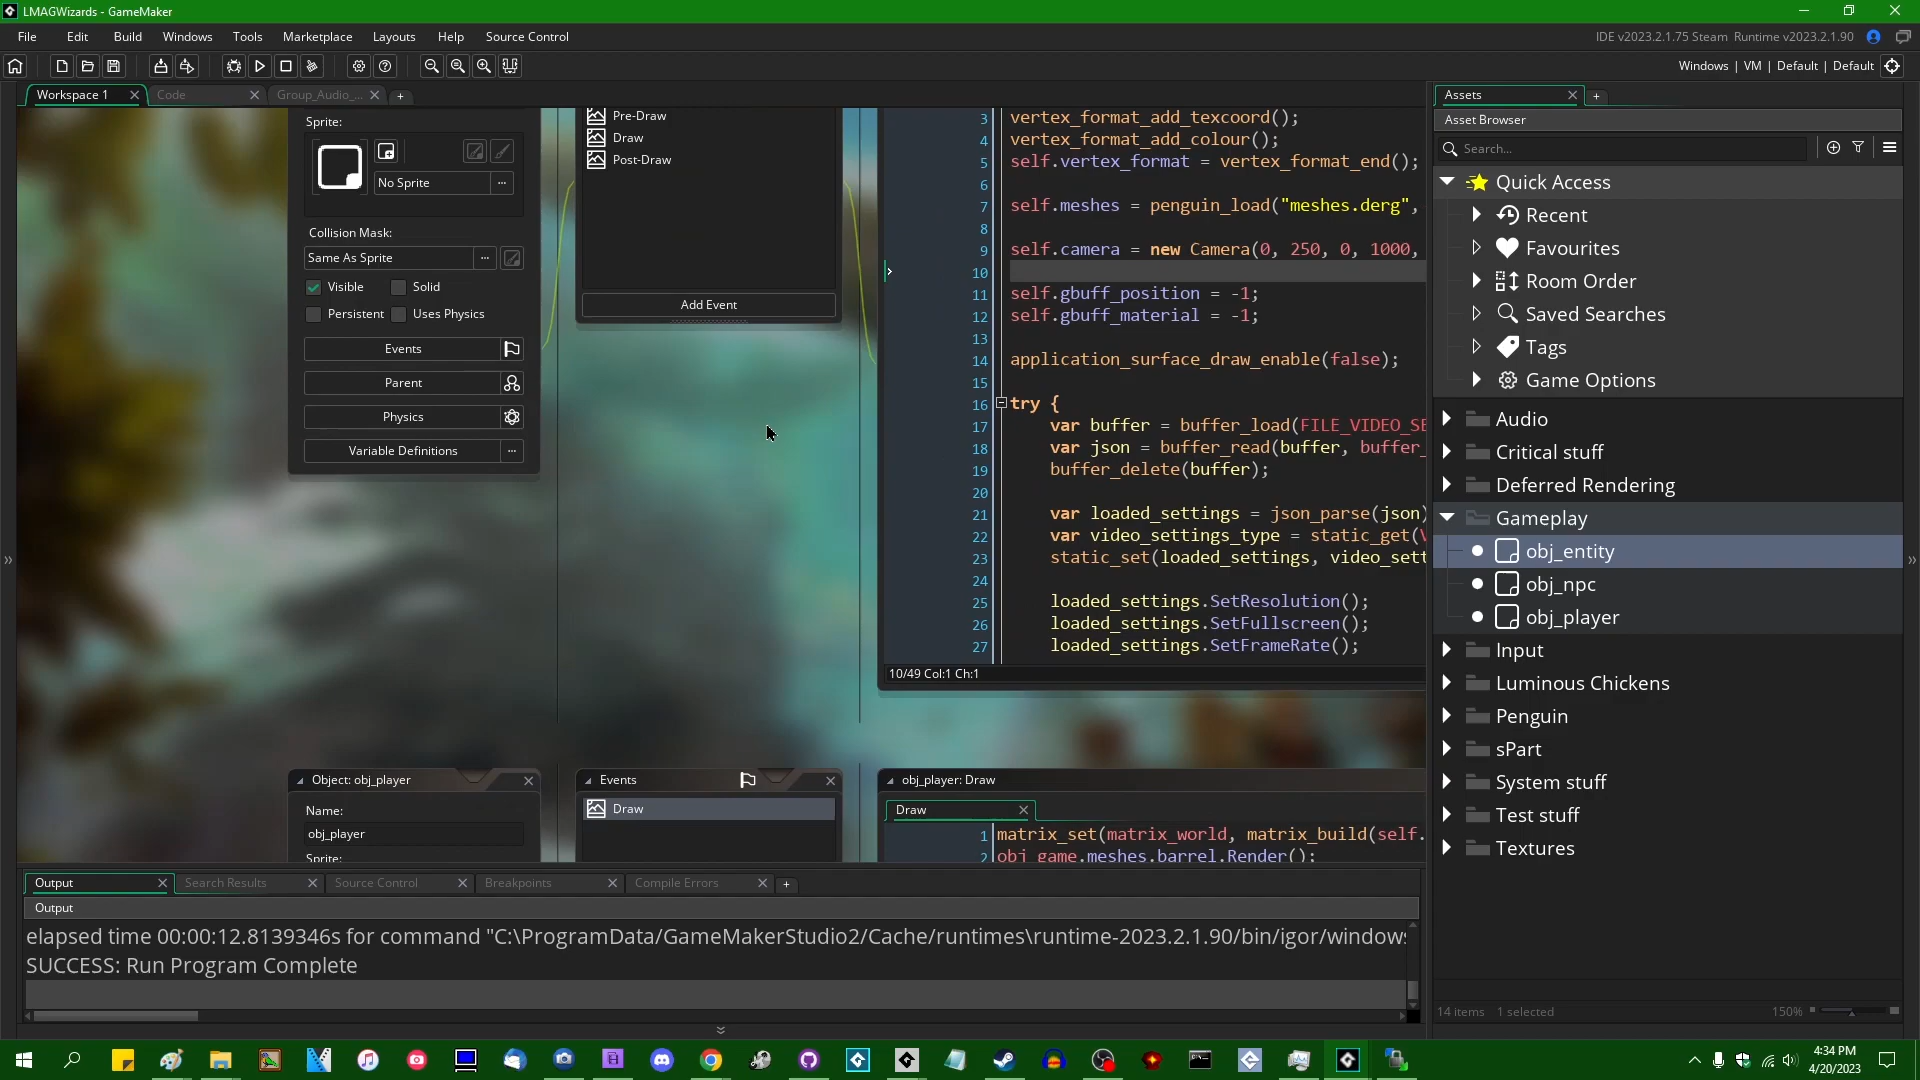 LMAGWizards - GameMaker
File Edit Build Windows Tools Marketplace Layouts Help Source Control
IDE v2023.2.1.75 Steam Runtime v2023.2.1.90
Windows | VM | Default | Default
Workspace 1
Code
Group_Audio_...
Sprite:
No Sprite
...
Collision Mask:
Same As Sprite
...
Visible
Solid
Persistent
Uses Physics
Events
Parent
Physics
Variable Definitions
...
Pre-Draw
Draw
Post-Draw
Add Event
3 vertex_format_add_texcoord();
4 vertex_format_add_colour();
5 self.vertex_format = vertex_format_end();
6
7 self.meshes = penguin_load("meshes.derg",
8
9 self.camera = new Camera(0, 250, 0, 1000,
10
11 self.gbuff_position = -1;
12 self.gbuff_material = -1;
13
14 application_surface_draw_enable(false);
15
16 try {
17 var buffer = buffer_load(FILE_VIDEO_SE
18 var json = buffer_read(buffer, buffer_
19 buffer_delete(buffer);
20
21 var loaded_settings = json_parse(json)
22 var video_settings_type = static_get(V
23 static_set(loaded_settings, video_sett
24
25 loaded_settings.SetResolution();
26 loaded_settings.SetFullscreen();
27 loaded_settings.SetFrameRate();
10/49 Col:1 Ch:1
Object: obj_player
Name:
obj_player
Sprite:
Events
Draw
obj_player: Draw
Draw
1 matrix_set(matrix_world, matrix_build(self.
2 obj_game.meshes.barrel.Render();
Output
Search Results
Source Control
Breakpoints
Compile Errors
Output
elapsed time 00:00:12.8139346s for command "C:\ProgramData/GameMakerStudio2/Cache/runtimes\runtime-2023.2.1.90/bin/igor/windows
SUCCESS: Run Program Complete
Assets
Asset Browser
Search...
Quick Access
Recent
Favourites
Room Order
Saved Searches
Tags
Game Options
Audio
Critical stuff
Deferred Rendering
Gameplay
obj_entity
obj_npc
obj_player
Input
Luminous Chickens
Penguin
sPart
System stuff
Test stuff
Textures
14 items 1 selected
150%
4:34 PM
4/20/2023